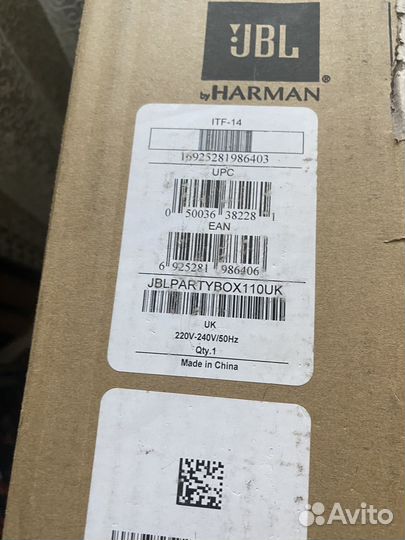 JBL
®
by HARMAN
ITF-14
16925281986403
UPC
0 50036 38228 1
EAN
6 925281 986406
JBLPARTYBOX110UK
UK
220V-240V/50Hz
Qty.1
Made in China
Avito